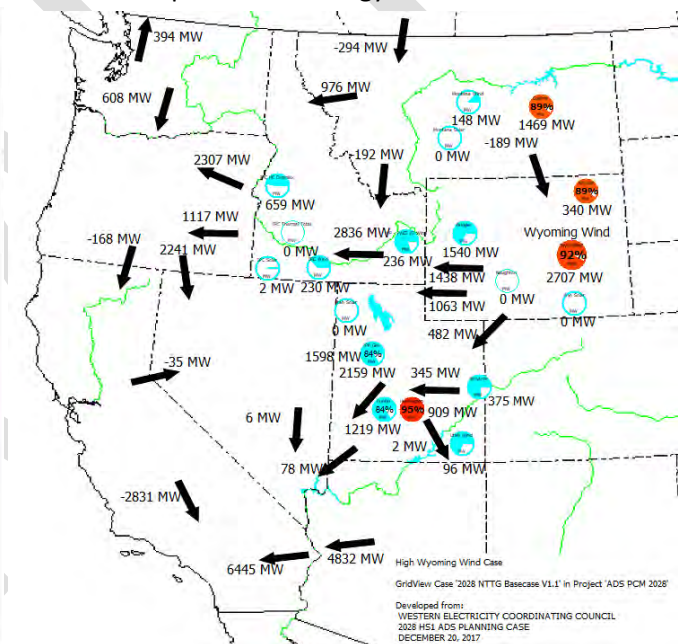 394 MW
-294 MW
608 MW
976 MW
148 MW
89%
1469 MW
0 MW
-189 MW
2307 MW
-192 MW
659 MW
89%
340 MW
1117 MW
2836 MW
Wyoming Wind
-168 MW
2241 MW
0 MW
236 MW
1540 MW
92%
2707 MW
2 MW
230 MW
1438 MW
1063 MW
0 MW
0 MW
0 MW
482 MW
1598 MW
84%
2159 MW
345 MW
-35 MW
375 MW
84%
95%
909 MW
6 MW
1219 MW
2 MW
78 MW
96 MW
-2831 MW
6445 MW
4832 MW
High Wyoming Wind Case
GridView Case '2028 NTTG Basecase V1.1' in Project 'ADS PCM 2028'
Developed from:
WESTERN ELECTRICITY COORDINATING COUNCIL
2028 HS1 ADS PLANNING CASE
DECEMBER 20, 2017